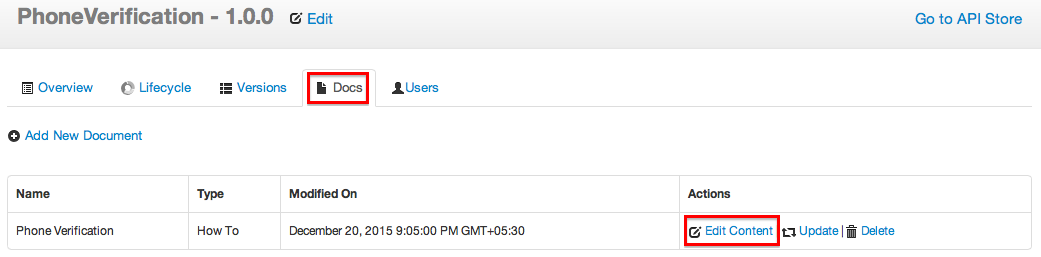 PhoneVerification - 1.0.0 Edit Go to API Store
Overview Lifecycle Versions Docs Users
Add New Document
Name Type Modified On Actions
Phone Verification How To December 20, 2015 9:05:00 PM GMT+05:30 Edit Content Update | Delete